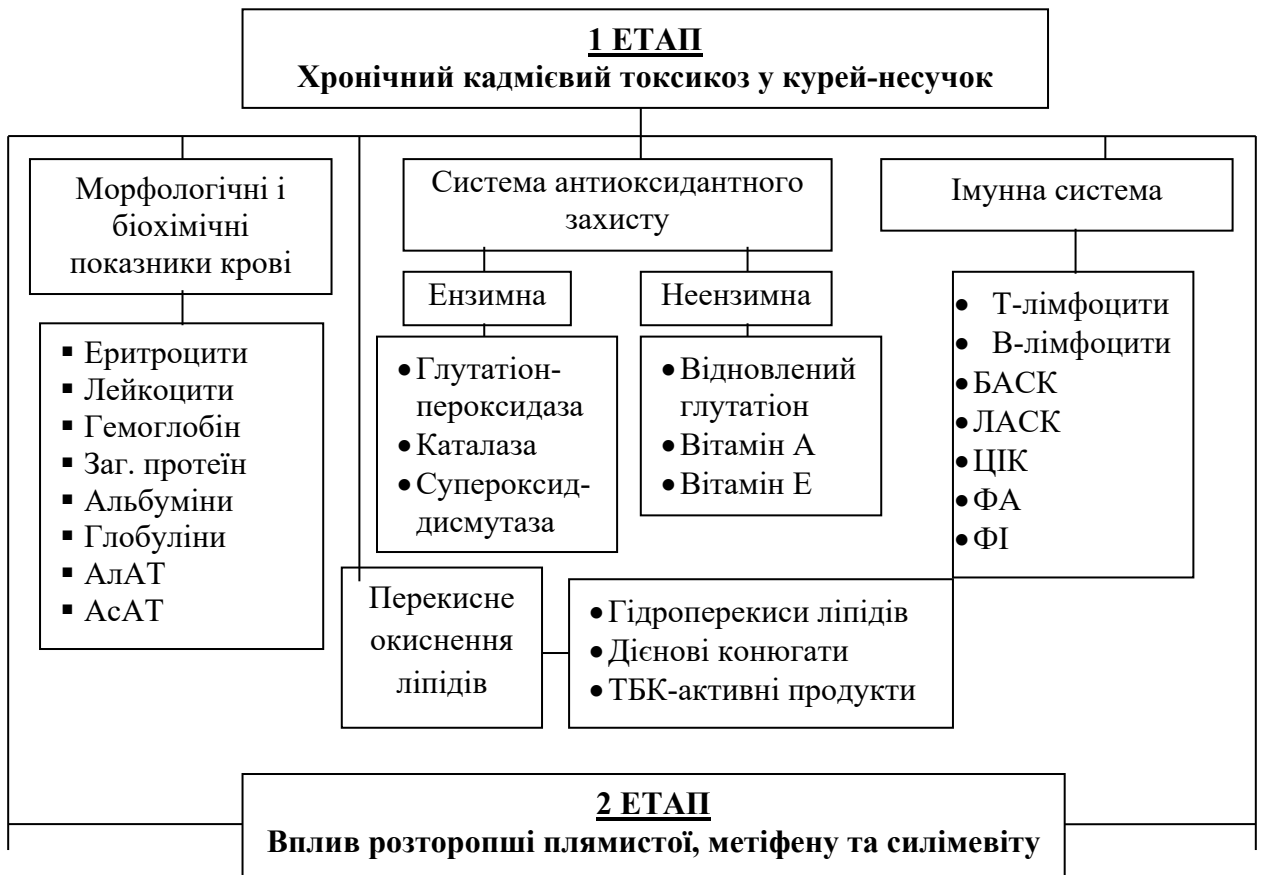 1 ЕТАП
Хронічний кадмієвий токсикоз у курей-несучок
Морфологічні і
біохімічні
показники крові
▪ Еритроцити
▪ Лейкоцити
▪ Гемоглобін
▪ Заг. протеїн
▪ Альбуміни
▪ Глобуліни
▪ АлАТ
▪ АсАТ
Система антиоксидантного
захисту
Ензимна
• Глутатіон-
пероксидаза
• Каталаза
• Супероксид-
дисмутаза
Неензимна
• Відновлений
глутатіон
• Вітамін А
• Вітамін Е
Імунна система
• Т-лімфоцити
• В-лімфоцити
• БАСК
• ЛАСК
• ЦІК
• ФА
• ФІ
Перекисне
окиснення
ліпідів
• Гідроперекиси ліпідів
• Дієнові конюгати
• ТБК-активні продукти
2 ЕТАП
Вплив розторопші плямистої, метіфену та силімевіту